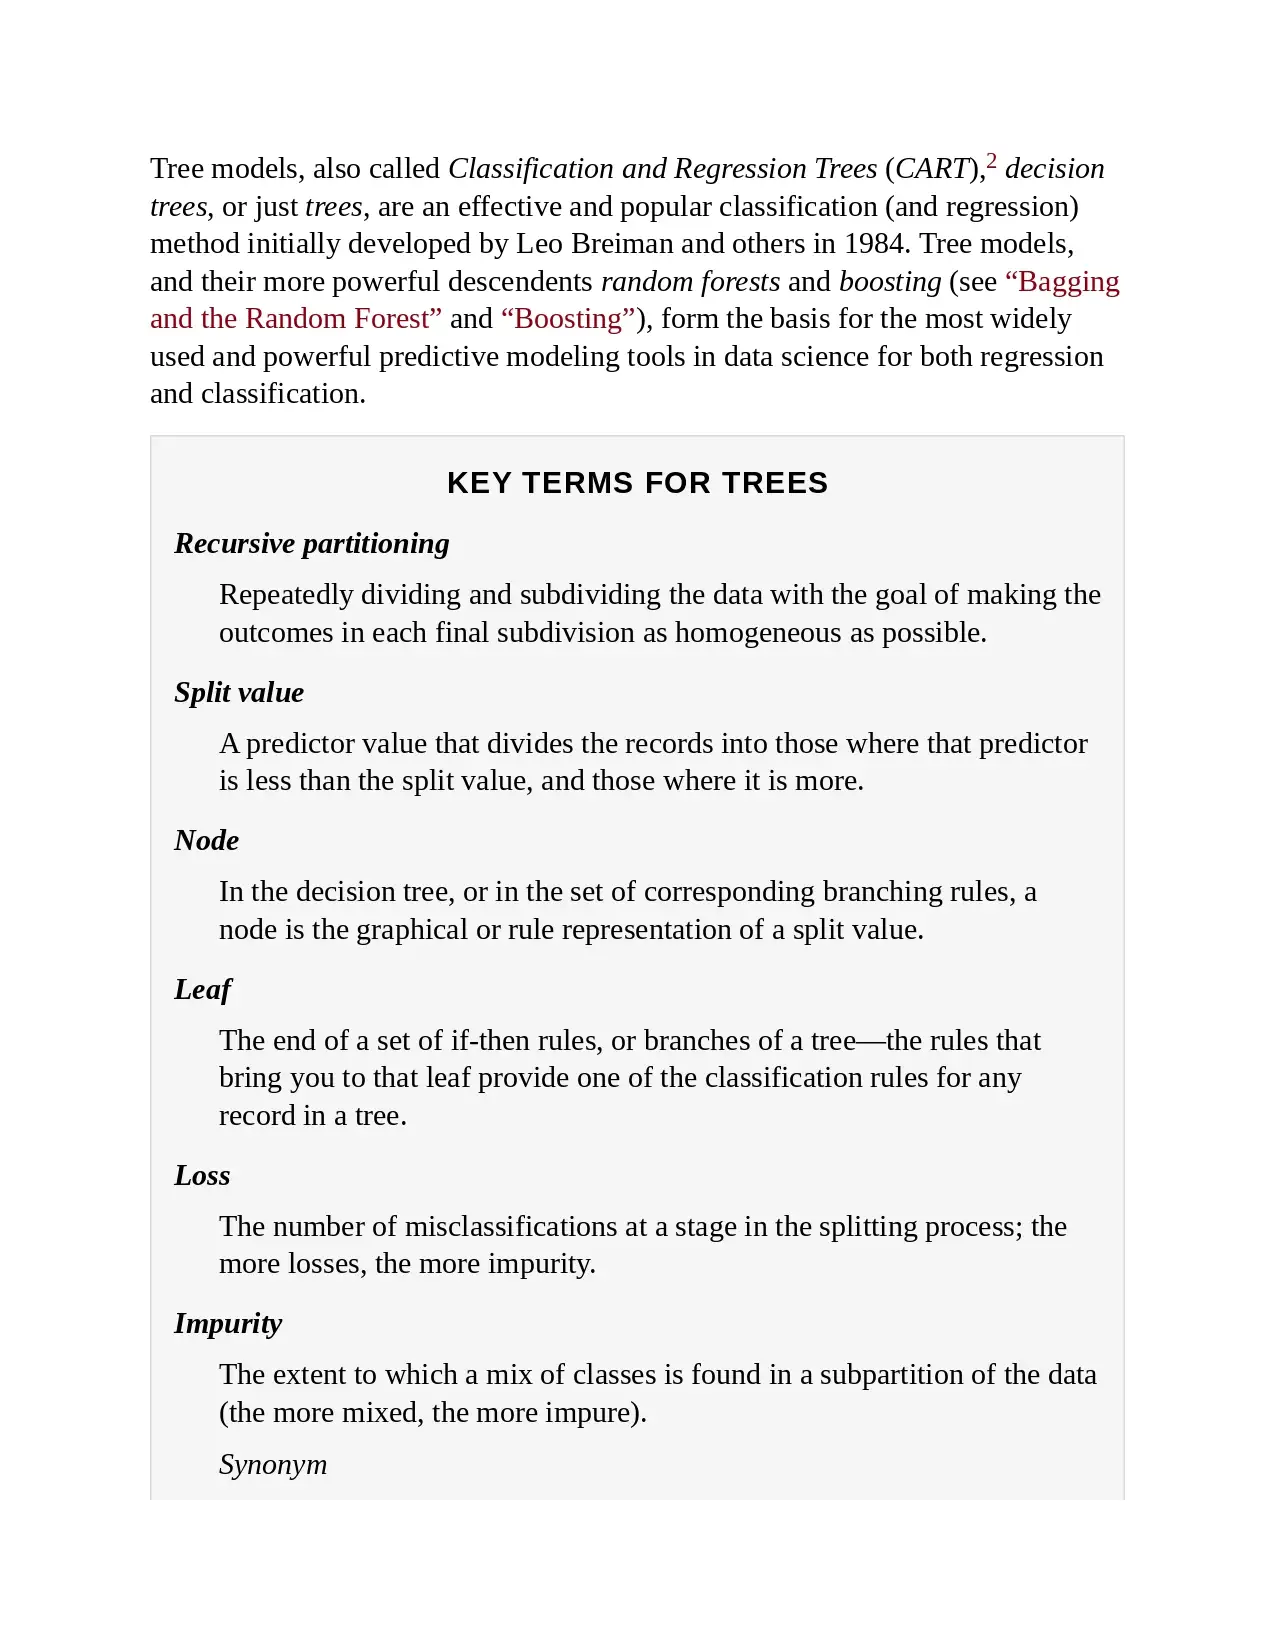 Tree models, also called Classification and Regression Trees (CART),2 decision
trees, or just trees, are an effective and popular classification (and regression)
method initially developed by Leo Breiman and others in 1984. Tree models,
and their more powerful descendents random forests and boosting (see “Bagging
and the Random Forest” and “Boosting”), form the basis for the most widely
used and powerful predictive modeling tools in data science for both regression
and classification.
KEY TERMS FOR TREES
Recursive partitioning
Repeatedly dividing and subdividing the data with the goal of making the
outcomes in each final subdivision as homogeneous as possible.
Split value
A predictor value that divides the records into those where that predictor
is less than the split value, and those where it is more.
Node
In the decision tree, or in the set of corresponding branching rules, a
node is the graphical or rule representation of a split value.
Leaf
The end of a set of if-then rules, or branches of a tree—the rules that
bring you to that leaf provide one of the classification rules for any
record in a tree.
Loss
The number of misclassifications at a stage in the splitting process; the
more losses, the more impurity.
Impurity
The extent to which a mix of classes is found in a subpartition of the data
(the more mixed, the more impure).
Synonym